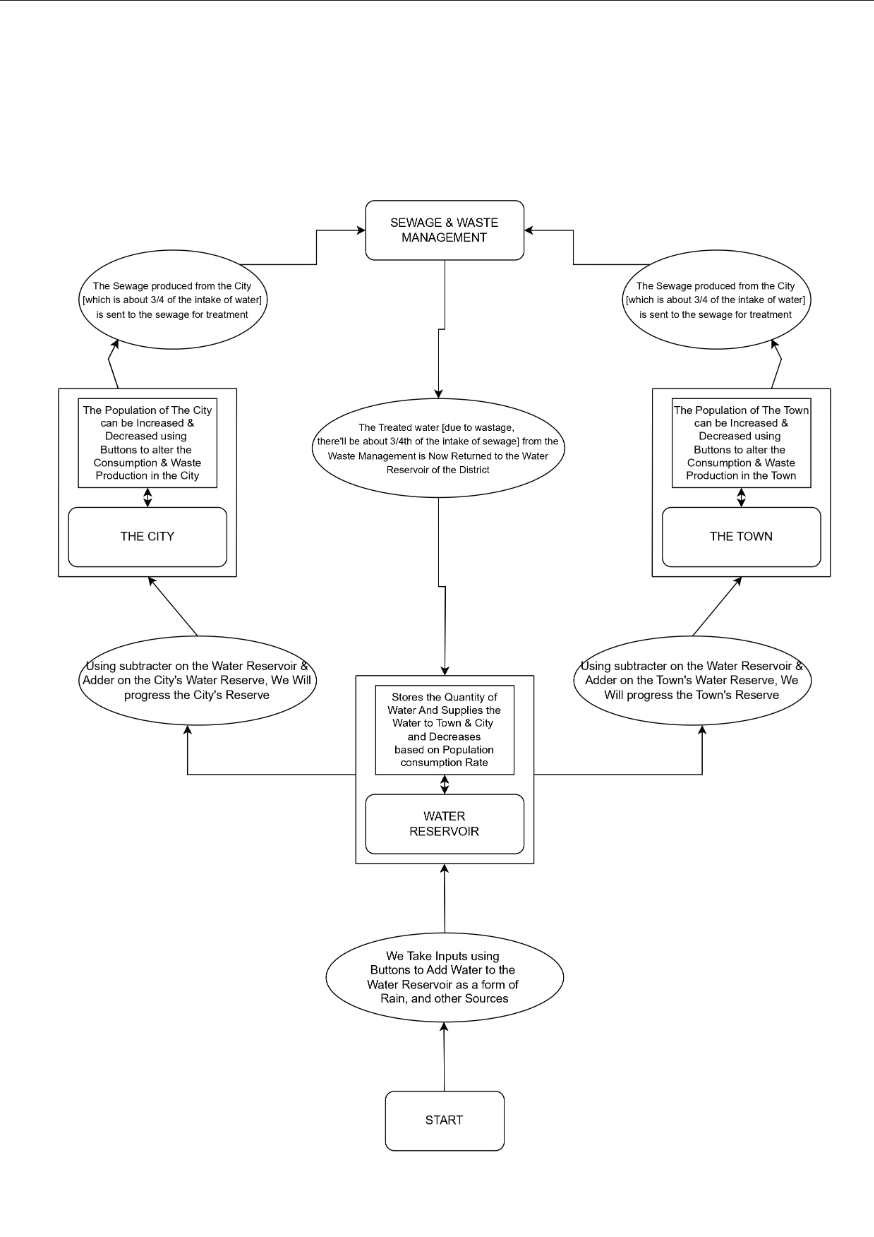 SEWAGE & WASTE
MANAGEMENT
The Sewage produced from the City
[which is about 3/4 of the intake of water]
is sent to the sewage for treatment
The Sewage produced from the City
[which is about 3/4 of the intake of water]
is sent to the sewage for treatment
The Population of The City
can be Increased &
Decreased using
Buttons to alter the
Consumption & Waste
Production in the City
THE CITY
The Treated water [due to wastage,
there'll be about 3/4th of the intake of sewage] from the
Waste Management is Now Returned to the Water
Reservoir of the District
The Population of The Town
can be Increased &
Decreased using
Buttons to alter the
Consumption & Waste
Production in the Town
THE TOWN
Using subtracter on the Water Reservoir &
Adder on the City's Water Reserve, We Will
progress the City's Reserve
Using subtracter on the Water Reservoir &
Adder on the Town's Water Reserve, We
Will progress the Town's Reserve
Stores the Quantity of
Water And Supplies the
Water to Town & City
and Decreases
based on Population
consumption Rate
WATER
RESERVOIR
We Take Inputs using
Buttons to Add Water to the
Water Reservoir as a form of
Rain, and other Sources
START